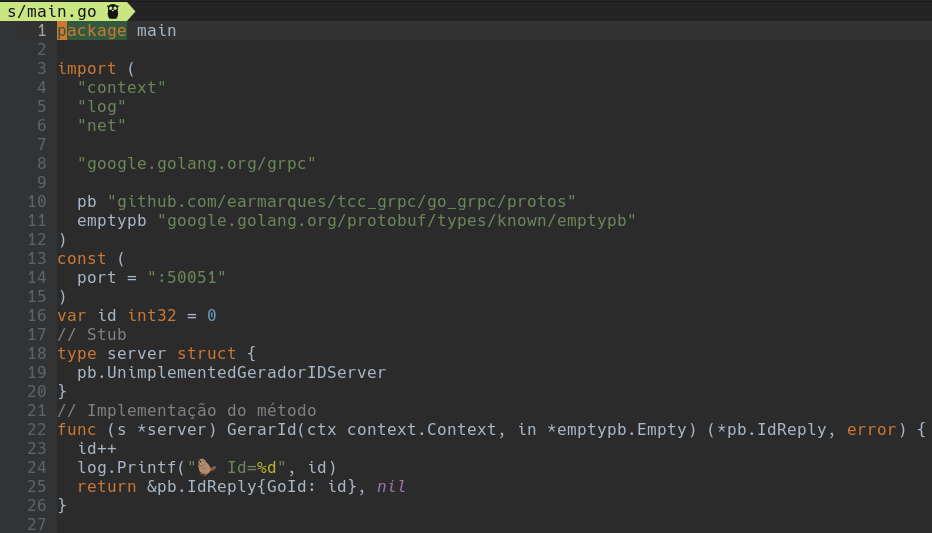 s/main.go
1 package main
2
3 import (
4   "context"
5   "log"
6   "net"
7
8   "google.golang.org/grpc"
9
10   pb "github.com/earmarques/tcc_grpc/go_grpc/protos"
11   emptypb "google.golang.org/protobuf/types/known/emptypb"
12 )
13 const (
14   port = ":50051"
15 )
16 var id int32 = 0
17 // Stub
18 type server struct {
19   pb.UnimplementedGeradorIDServer
20 }
21 // Implementação do método
22 func (s *server) GerarId(ctx context.Context, in *emptypb.Empty) (*pb.IdReply, error) {
23   id++
24   log.Printf("🦫 Id=%d", id)
25   return &pb.IdReply{GoId: id}, nil
26 }
27